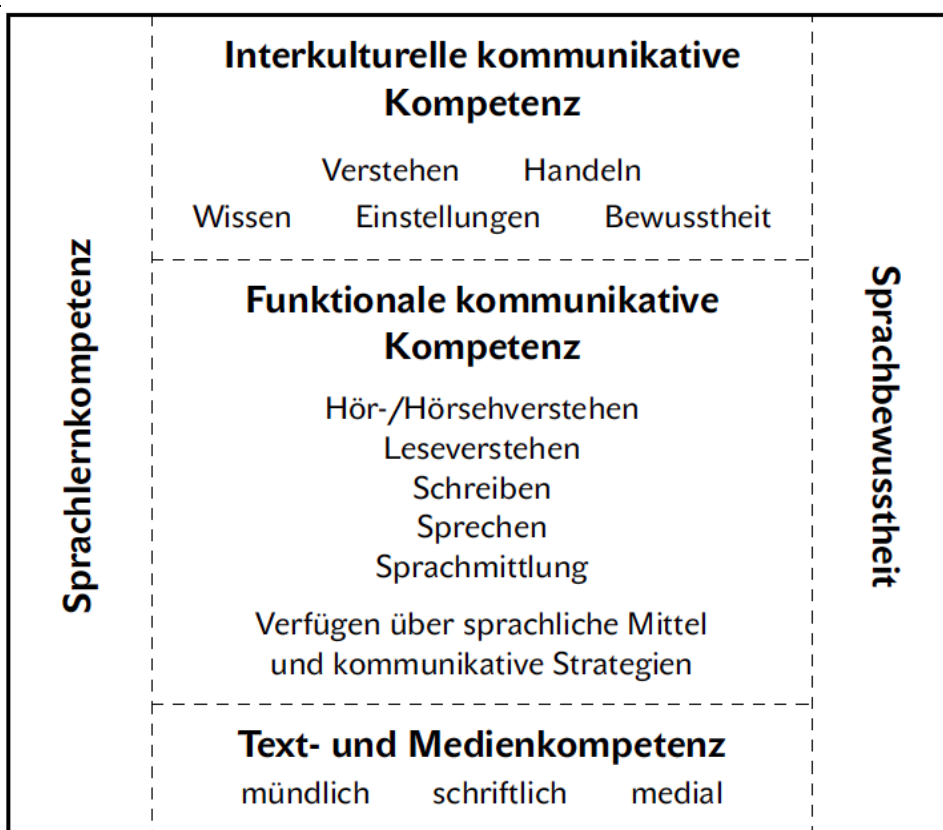 Sprachlernkompetenz
Interkulturelle kommunikative
Kompetenz
Verstehen Handeln
Wissen Einstellungen Bewusstheit
Funktionale kommunikative
Kompetenz
Hör-/Hörsehverstehen
Leseverstehen
Schreiben
Sprechen
Sprachmittlung
Verfügen über sprachliche Mittel
und kommunikative Strategien
Text- und Medienkompetenz
mündlich schriftlich medial
Sprachbewusstheit